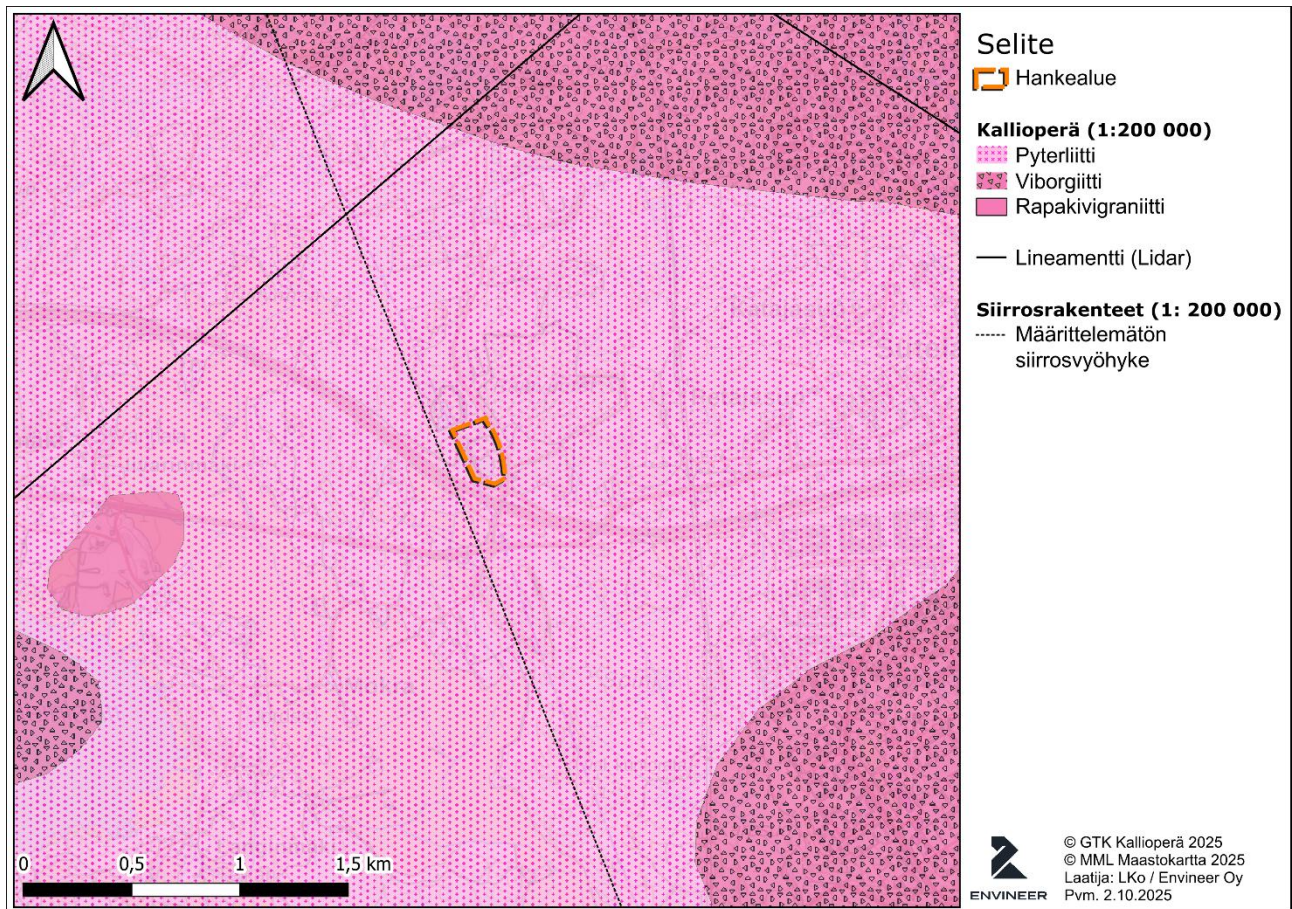 Selite
Hankealue
Kallioperä (1:200 000)
Pyterliitti
Viborgiitti
Rapakivigraniitti
Lineamentti (Lidar)
Siirrosrakenteet (1: 200 000)
Määrittelemätön
siirrosvyöhyke
0 0,5 1 1,5 km
ENVINEER
© GTK Kallioperä 2025
© MML Maastokartta 2025
Laatija: LKo / Envineer Oy
Pvm. 2.10.2025